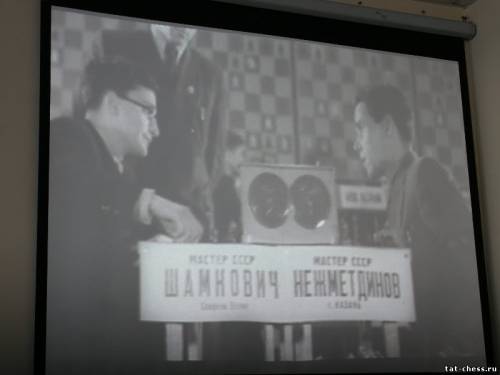 МАСТЕР СССР МАСТЕР СССР
ШАМКОВИЧ НЕЖМЕТДИНОВ
г. КАЗАНЬ
tat-chess.ru